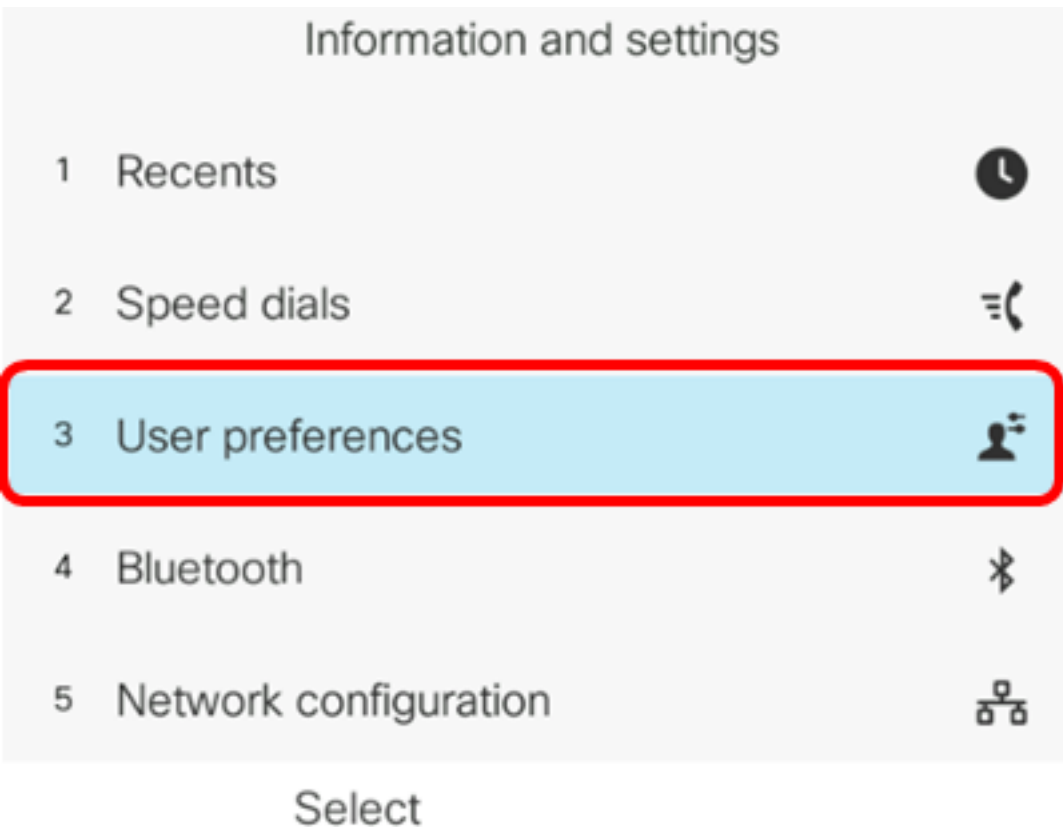 Information and settings
1 Recents
2 Speed dials
3 User preferences
4 Bluetooth
5 Network configuration
Select